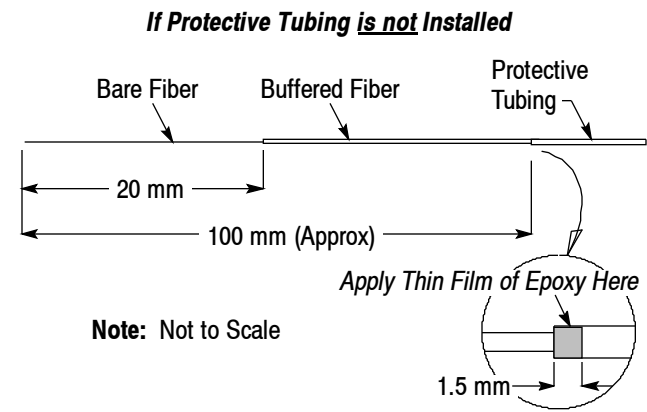 If Protective Tubing is not Installed
Bare Fiber
Buffered Fiber
Protective
Tubing
20 mm
100 mm (Approx)
Apply Thin Film of Epoxy Here
Note: Not to Scale
1.5 mm